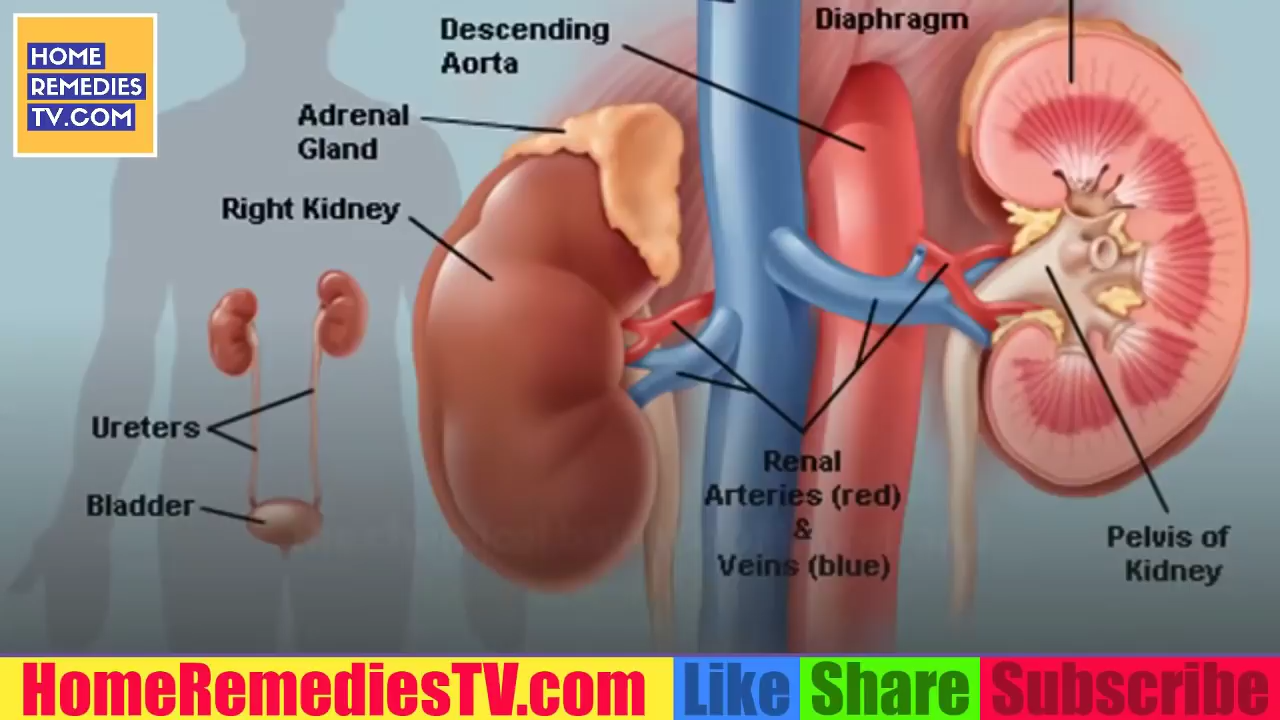 HOME
REMEDIES
TV.COM
Descending
Aorta
Diaphragm
Adrenal
Gland
Right Kidney
Ureters
Bladder
Renal
Arteries (red)
&
Veins (blue)
Pelvis of
Kidney
HomeRemediesTV.com Like Share Subscribe